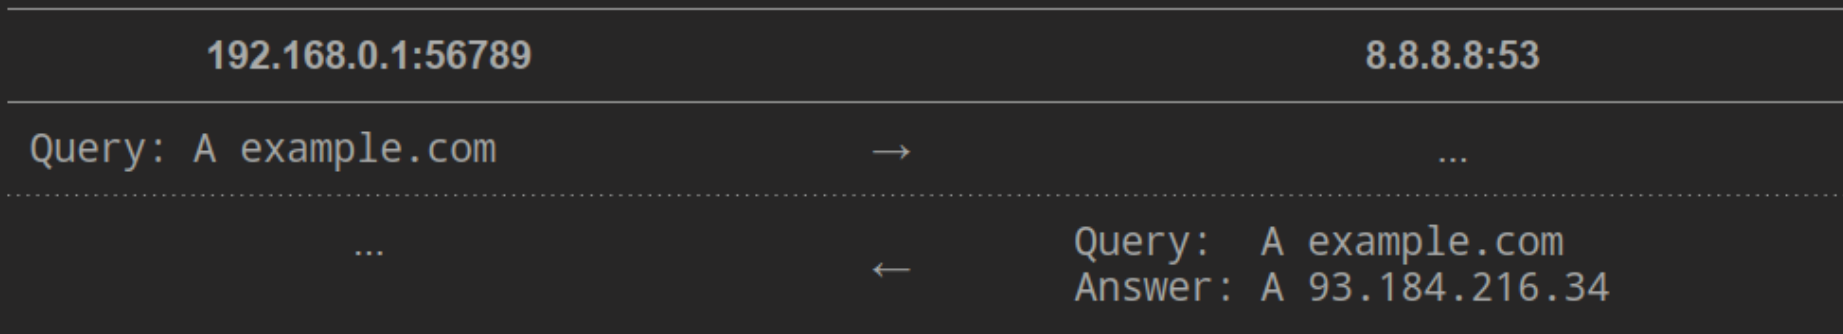 192.168.0.1:56789 8.8.8.8:53
Query: A example.com → ...
... ← Query:  A example.com
Answer: A 93.184.216.34